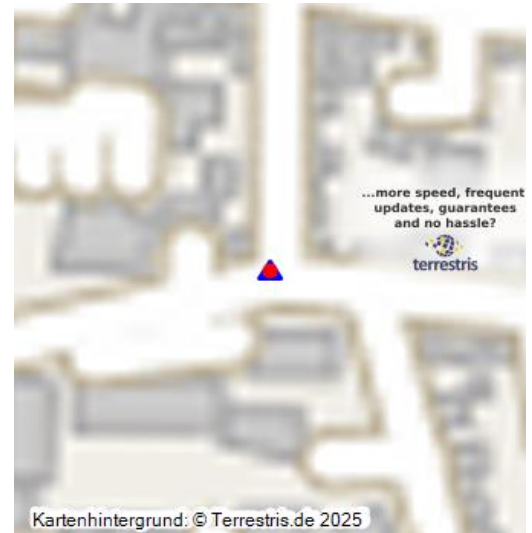 ...more speed, frequent
updates, guarantees
and no hassle?
terrestris
Kartenhintergrund: © Terrestris.de 2025